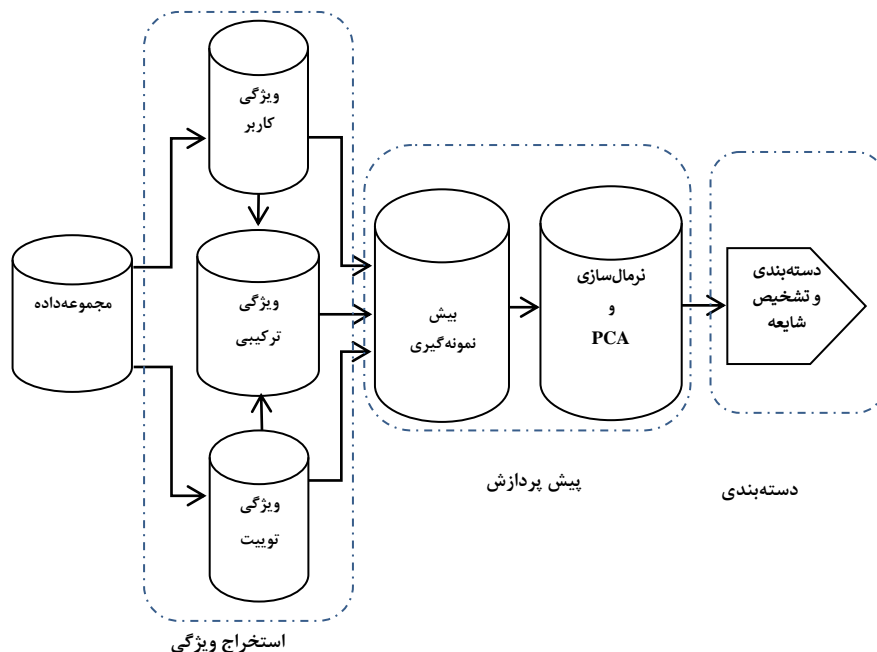 ویژگی
کاربر
مجموعه‌داده
ویژگی
ترکیبی
ویژگی
توییت
استخراج ویژگی
بیش
نمونه‌گیری
نرمال‌سازی
و
PCA
پیش پردازش
دسته‌بندی
و تشخیص
شایعه
دسته‌بندی